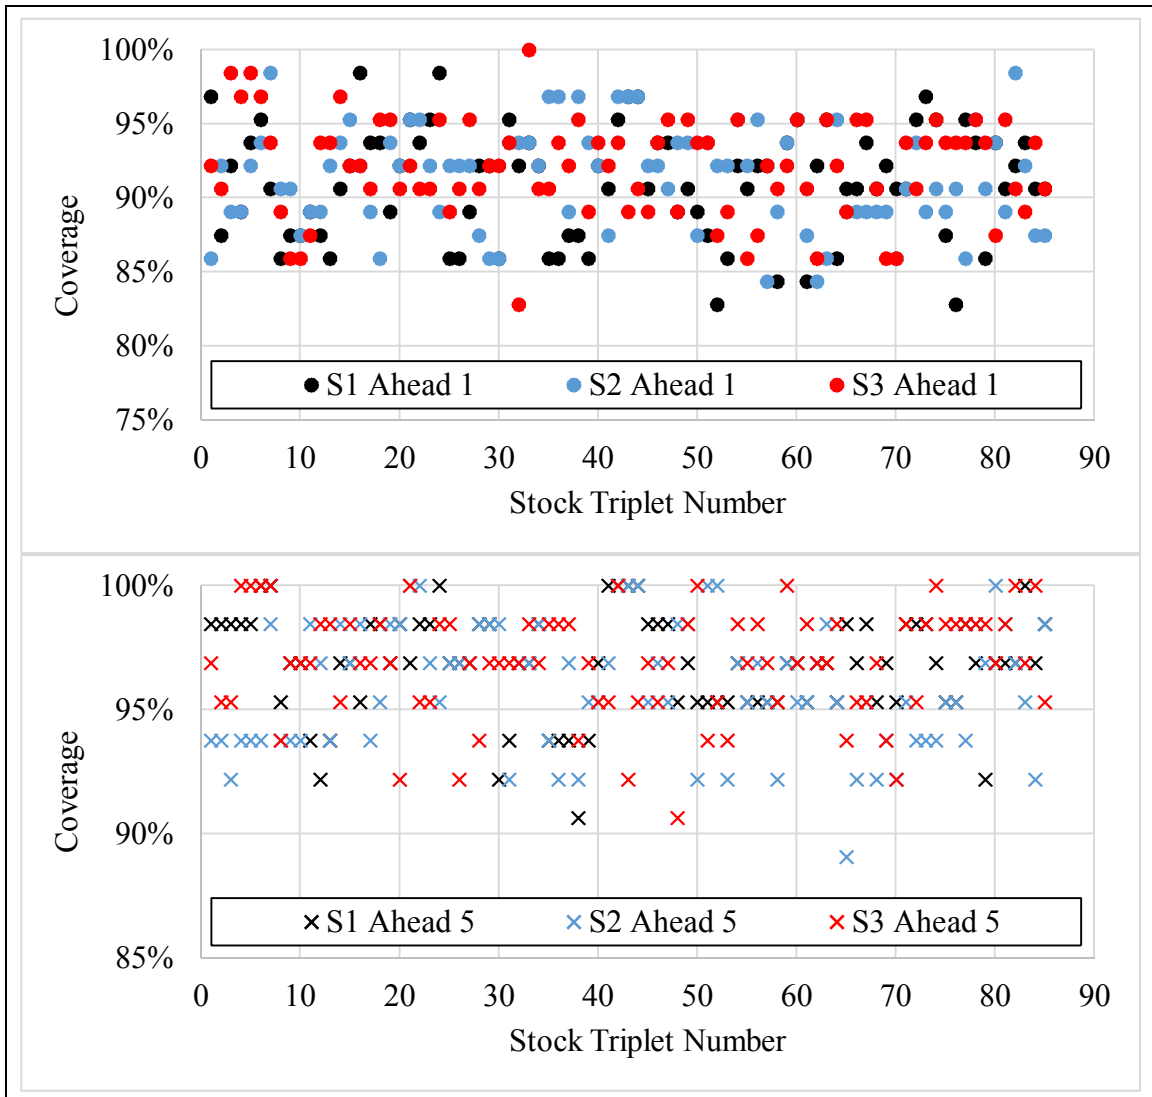 100%
95%
90%
85%
80%
75%
Coverage
S1 Ahead 1 S2 Ahead 1 S3 Ahead 1
0 10 20 30 40 50 60 70 80 90
Stock Triplet Number
100%
95%
90%
85%
Coverage
S1 Ahead 5 S2 Ahead 5 S3 Ahead 5
0 10 20 30 40 50 60 70 80 90
Stock Triplet Number